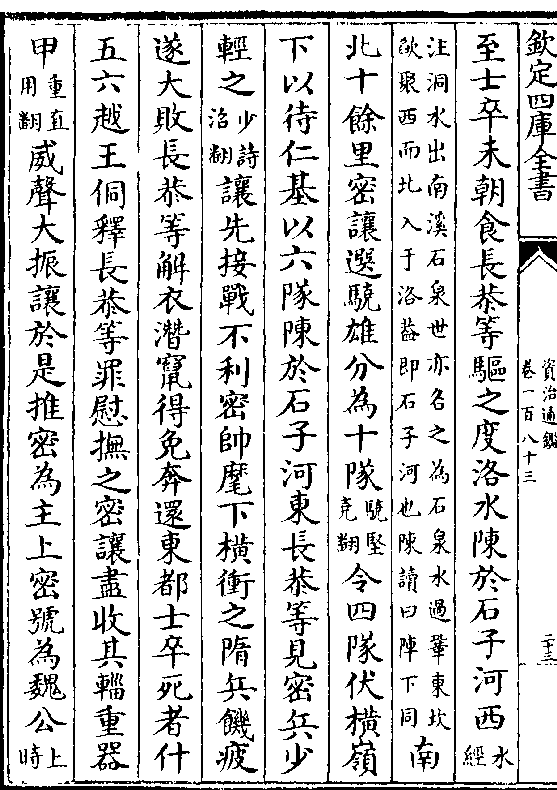 欽定四庫全書
資治通鑑
卷一百八十三
二十三
至士卒未朝食長恭等驅之度洛水陳於石子河西水經
注洞水出南溪石泉世亦名之為石泉水過鞏東坎欿聚西而北入于洛葢即石子河也陳讀曰陣下同南
北十餘里密讓選驍雄分為十隊驍堅堯翻令四隊伏橫嶺
下以待仁基以六隊陳於石子河東長恭等見密兵少
輕之少詩沼翻讓先接戰不利密帥麾下橫衝之隋兵饑疲
遂大敗長恭等解衣潛竄得免奔還東都士卒死者什
五六越王侗釋長恭等罪慰撫之密讓盡收其輜重器
甲重直用翻威聲大振讓於是推密為主上密號為魏公上時